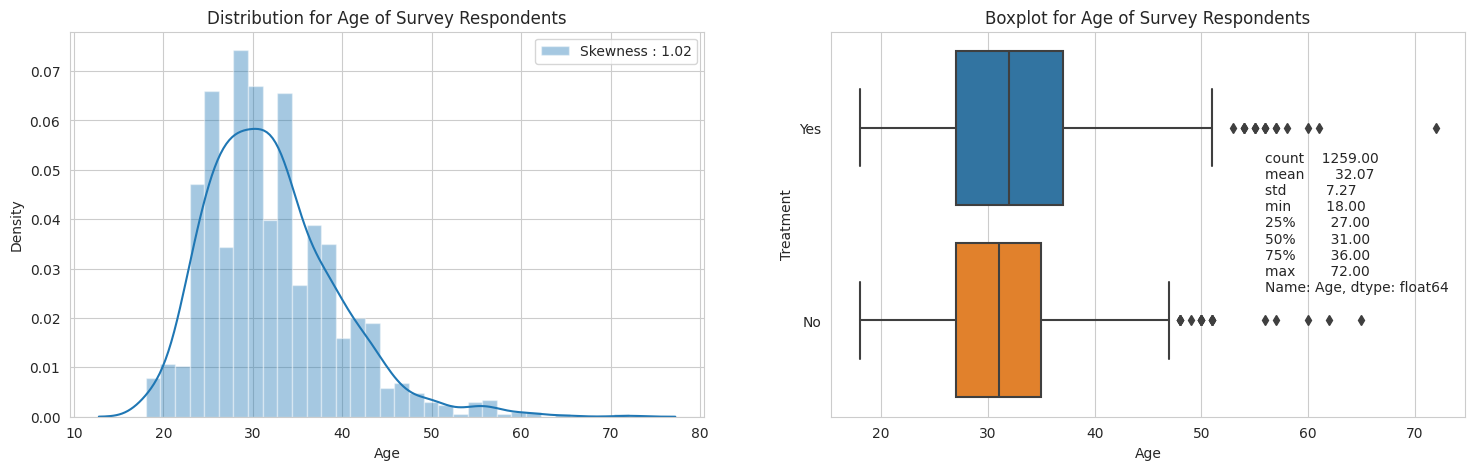 Distribution for Age of Survey Respondents
Skewness : 1.02
0.07
0.06
0.05
0.04
0.03
0.02
0.01
0.00
Density
10 20 30 40 50 60 70 80
Age
Boxplot for Age of Survey Respondents
Yes
No
Treatment
count 1259.00
mean 32.07
std 7.27
min 18.00
25% 27.00
50% 31.00
75% 36.00
max 72.00
Name: Age, dtype: float64
20 30 40 50 60 70
Age